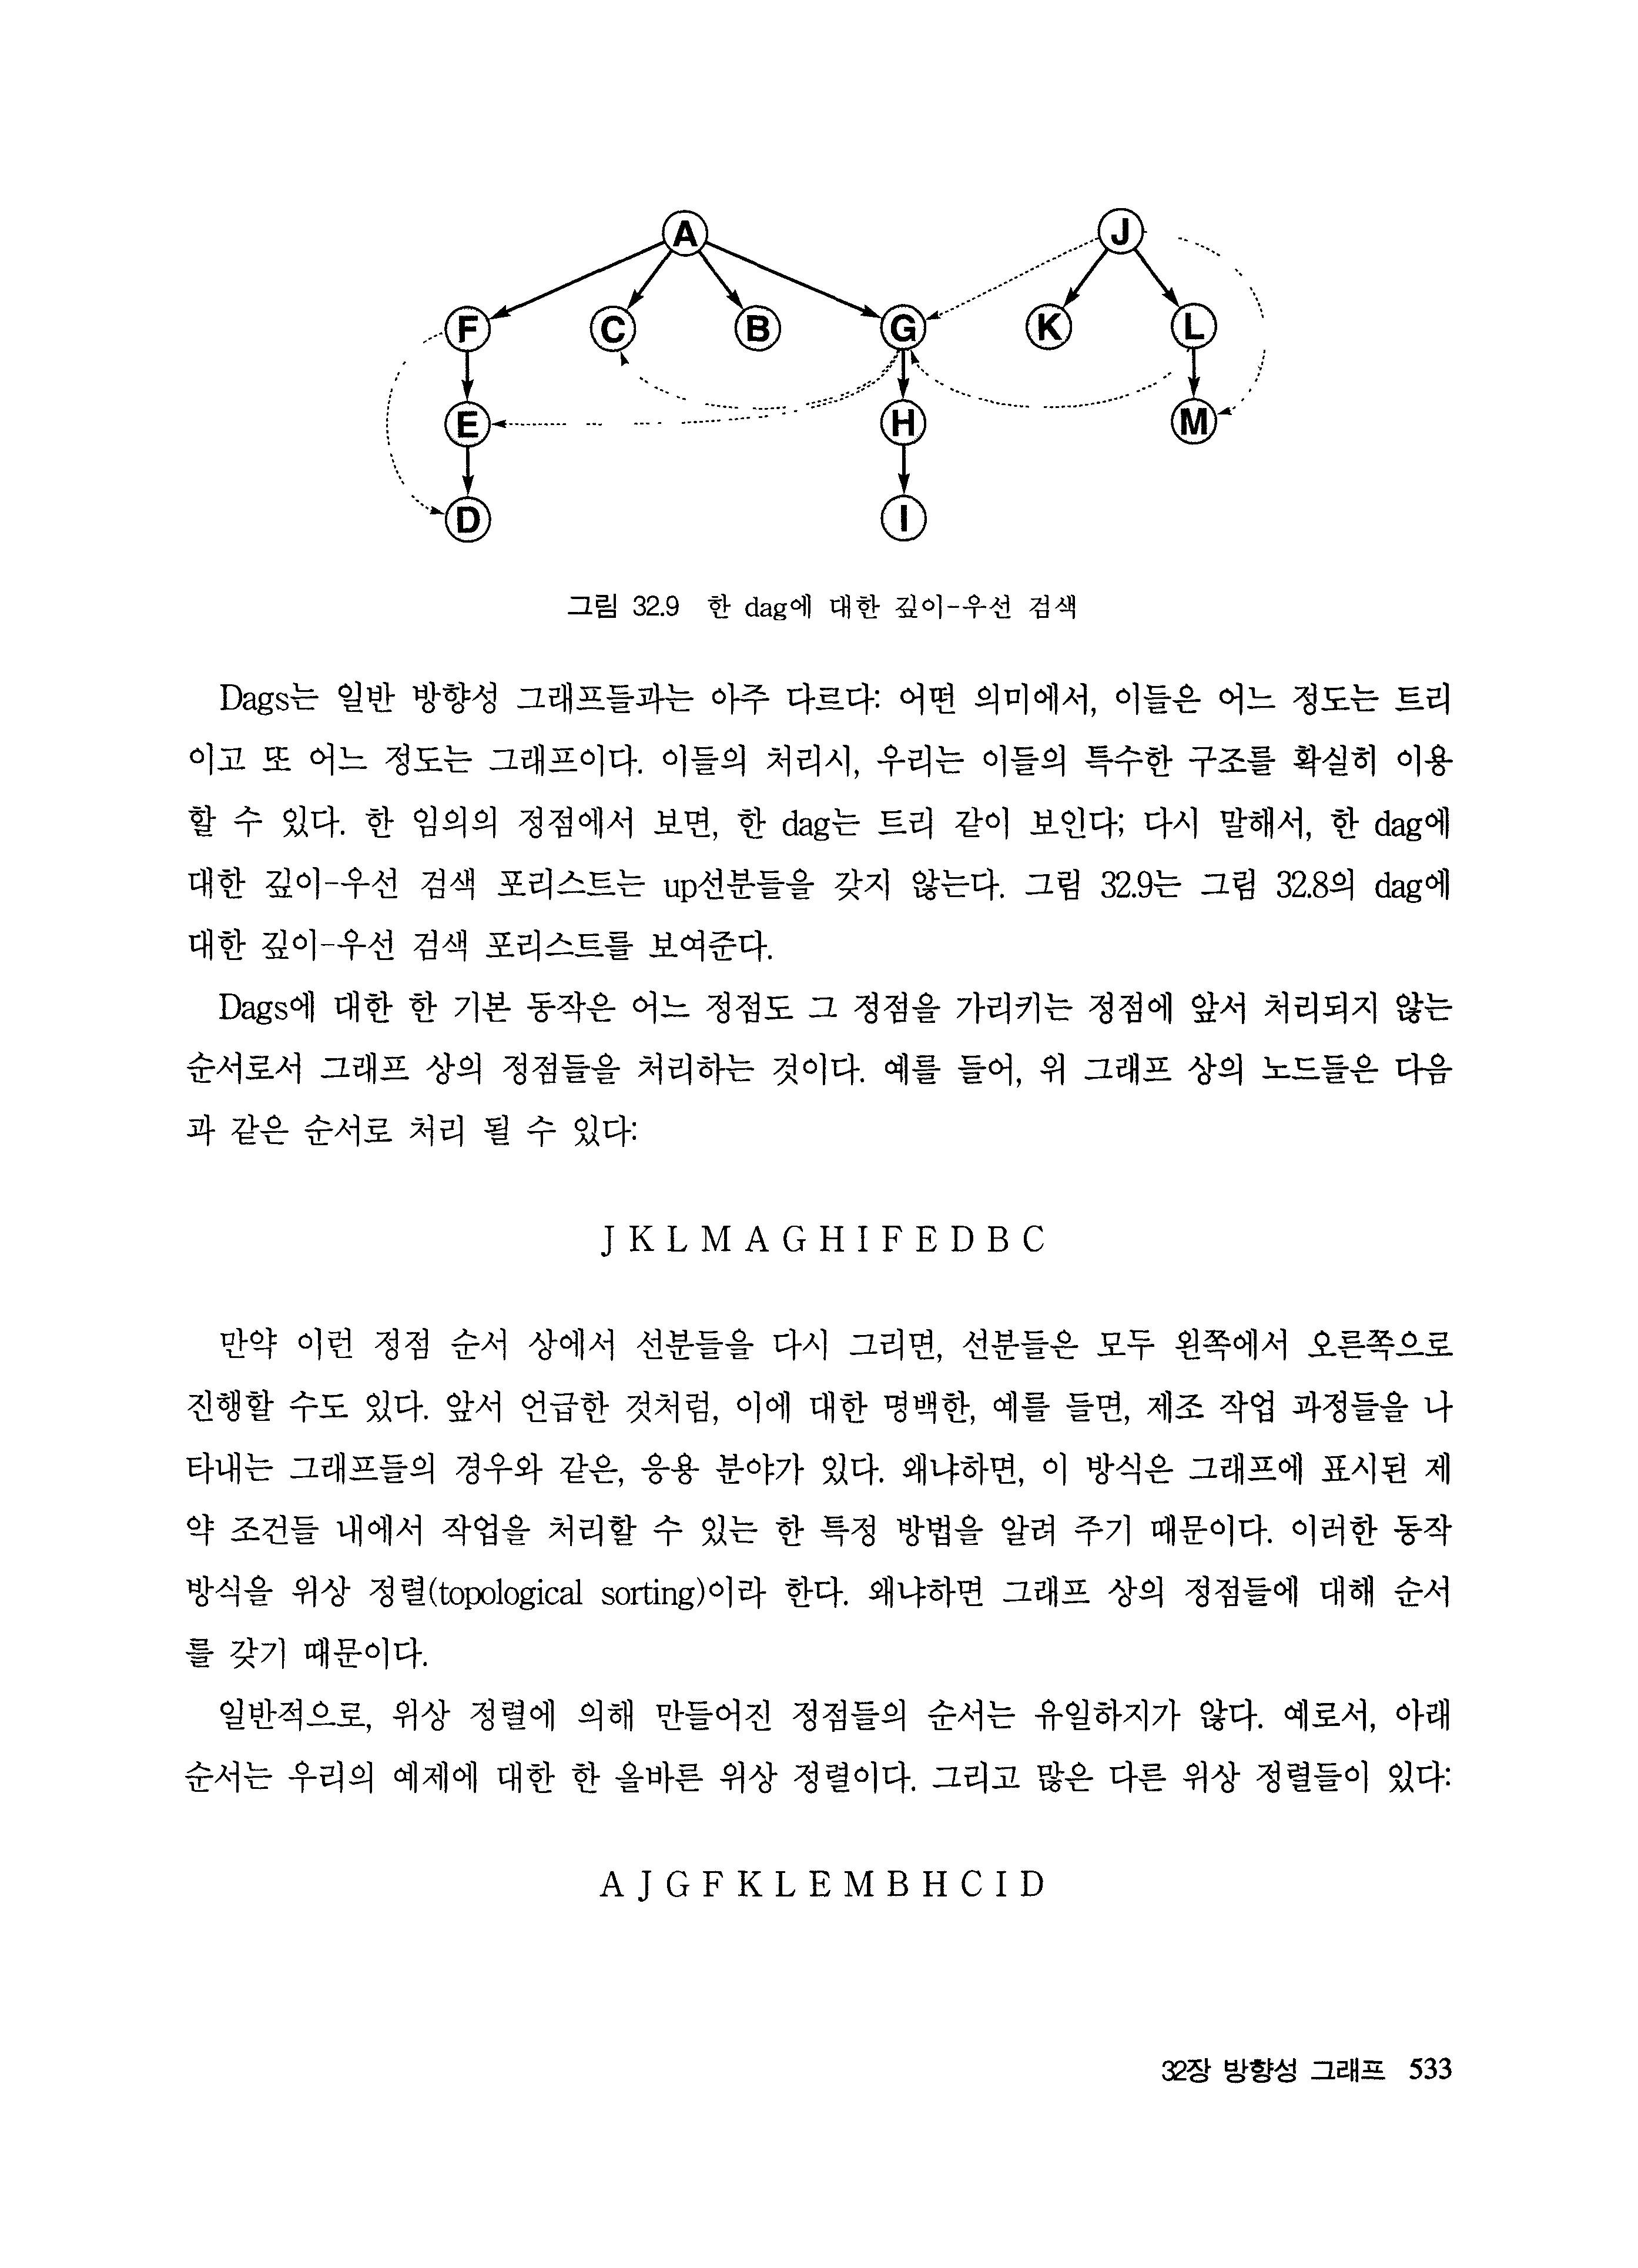 A J
F C B G K L
E H M
D I
그림 32.9 한 dag에 대한 깊이-우선 검색
Dags는 일반 방향성 그래프들과는 아주 다르다: 어떤 의미에서, 이들은 어느 정도는 트리
이고 또 어느 정도는 그래프이다. 이들의 처리시, 우리는 이들의 특수한 구조를 확실히 이용
할 수 있다. 한 임의의 정점에서 보면, 한 dag는 트리 같이 보인다; 다시 말해서, 한 dag에
대한 깊이-우선 검색 포리스트는 up선분들을 갖지 않는다. 그림 32.9는 그림 32.8의 dag에
대한 깊이-우선 검색 포리스트를 보여준다.
Dags에 대한 한 기본 동작은 어느 정점도 그 정점을 가리키는 정점에 앞서 처리되지 않는
순서로서 그래프 상의 정점들을 처리하는 것이다. 예를 들어, 위 그래프 상의 노드들은 다음
과 같은 순서로 처리 될 수 있다:
J K L M A G H I F E D B C
만약 이런 정점 순서 상에서 선분들을 다시 그리면, 선분들은 모두 왼쪽에서 오른쪽으로
진행할 수도 있다. 앞서 언급한 것처럼, 이에 대한 명백한, 예를 들면, 제조 작업 과정들을 나
타내는 그래프들의 경우와 같은, 응용 분야가 있다. 왜냐하면, 이 방식은 그래프에 표시된 제
약 조건들 내에서 작업을 처리할 수 있는 한 특정 방법을 알려 주기 때문이다. 이러한 동작
방식을 위상 정렬(topological sorting)이라 한다. 왜냐하면 그래프 상의 정점들에 대해 순서
를 갖기 때문이다.
일반적으로, 위상 정렬에 의해 만들어진 정점들의 순서는 유일하지가 않다. 예로서, 아래
순서는 우리의 예제에 대한 한 올바른 위상 정렬이다. 그리고 많은 다른 위상 정렬들이 있다:
A J G F K L E M B H C I D
32장 방향성 그래프 533